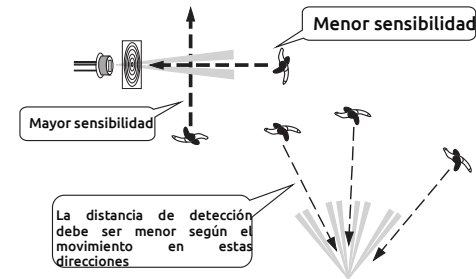 Menor sensibilidad
Mayor sensibilidad
La distancia de detección
debe ser menor según el
movimiento en estas
direcciones